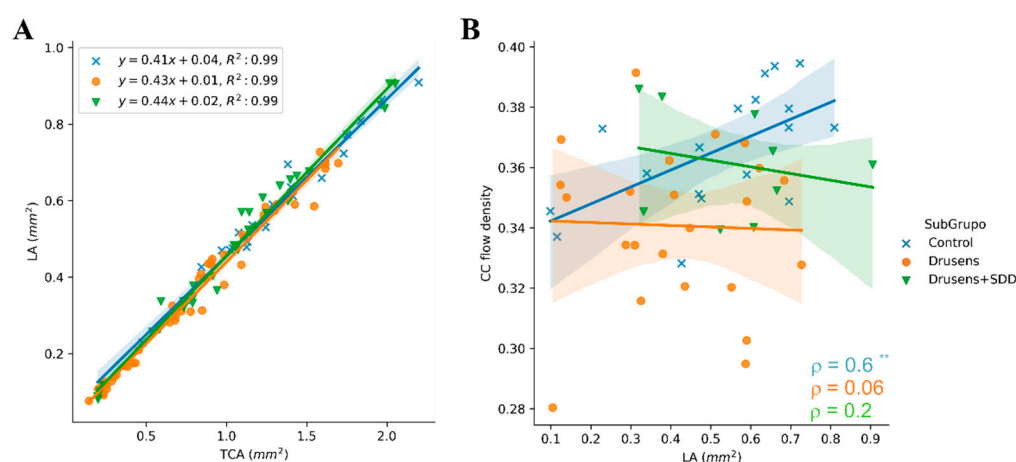 A
y = 0.41x + 0.04, R² : 0.99
y = 0.43x + 0.01, R² : 0.99
y = 0.44x + 0.02, R² : 0.99
1.0
0.8
0.6
0.4
0.2
LA (mm²)
0.5
1.0
1.5
2.0
TCA (mm²)
B
0.40
0.38
0.36
0.34
0.32
0.30
0.28
CC flow density
0.1
0.2
0.3
0.4
0.5
0.6
0.7
0.8
0.9
LA (mm²)
ρ = 0.6 **
ρ = 0.06
ρ = 0.2
SubGrupo
Control
Drusens
Drusens+SDD